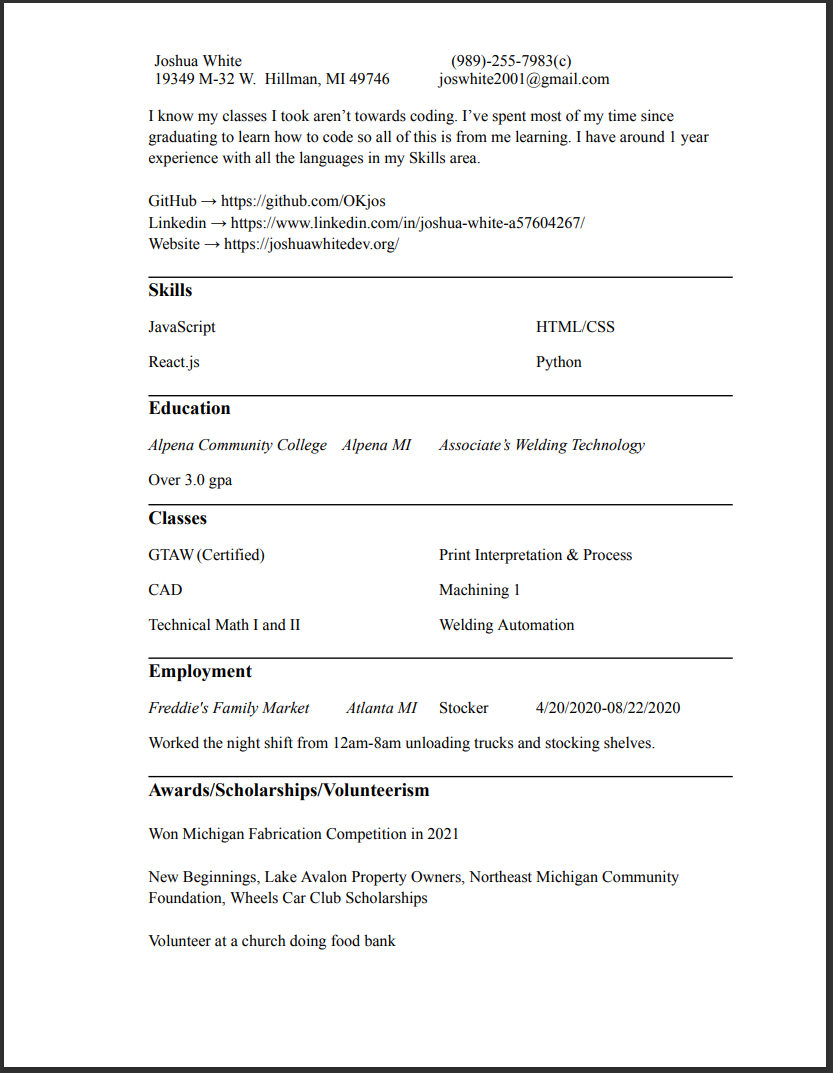 Joshua White (989)-255-7983(c)
19349 M-32 W. Hillman, MI 49746 joswhite2001@gmail.com
I know my classes I took aren’t towards coding. I’ve spent most of my time since
graduating to learn how to code so all of this is from me learning. I have around 1 year
experience with all the languages in my Skills area.
GitHub → https://github.com/OKjos
Linkedin → https://www.linkedin.com/in/joshua-white-a57604267/
Website → https://joshuawhitedev.org/
Skills
JavaScript HTML/CSS
React.js Python
Education
Alpena Community College Alpena MI Associate’s Welding Technology
Over 3.0 gpa
Classes
GTAW (Certified) Print Interpretation & Process
CAD Machining 1
Technical Math I and II Welding Automation
Employment
Freddie's Family Market Atlanta MI Stocker 4/20/2020-08/22/2020
Worked the night shift from 12am-8am unloading trucks and stocking shelves.
Awards/Scholarships/Volunteerism
Won Michigan Fabrication Competition in 2021
New Beginnings, Lake Avalon Property Owners, Northeast Michigan Community
Foundation, Wheels Car Club Scholarships
Volunteer at a church doing food bank